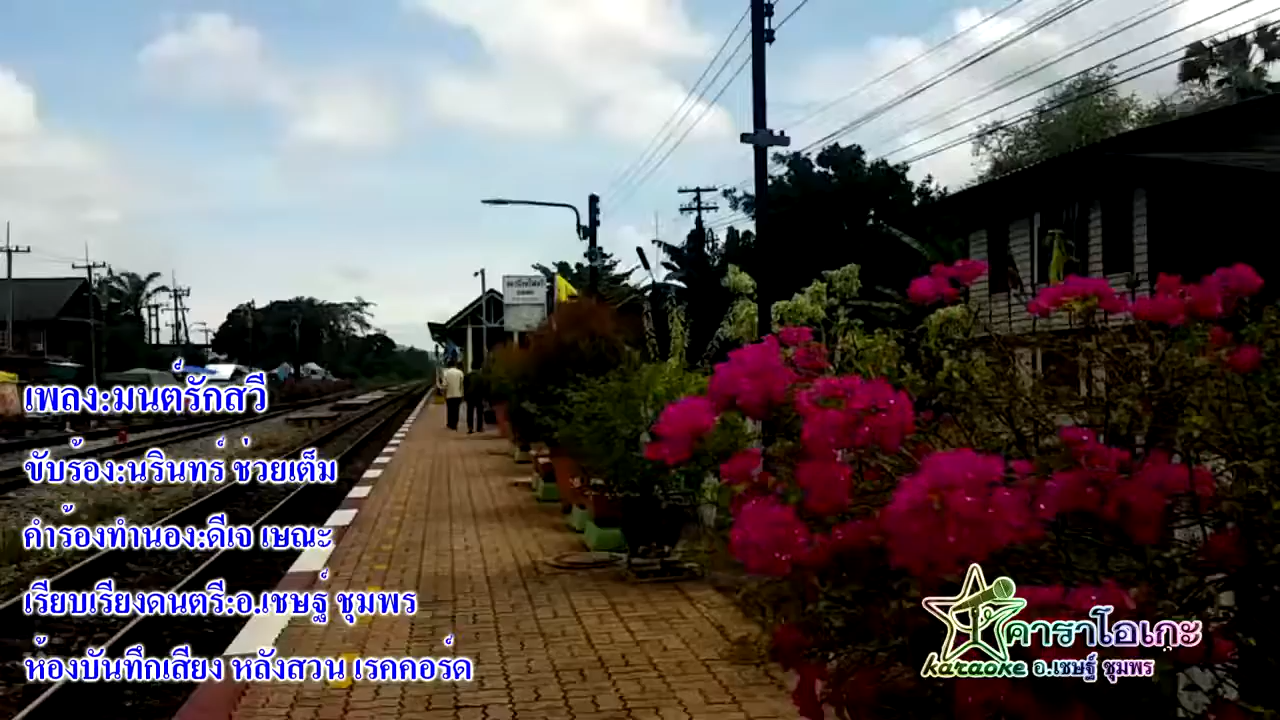 เพลง:มนต์รักสวี
ขับร้อง:นรินทร์ ช่วยเต็ม
คำร้องทำนอง:ดีเจ เษณะ
เรียบเรียงดนตรี:อ.เชษฐ์ ชุมพร
ห้องบันทึกเสียง หลังสวน เรคคอร์ด
คาราโอเกะ
karaoke อ.เชษฐ์ ชุมพร